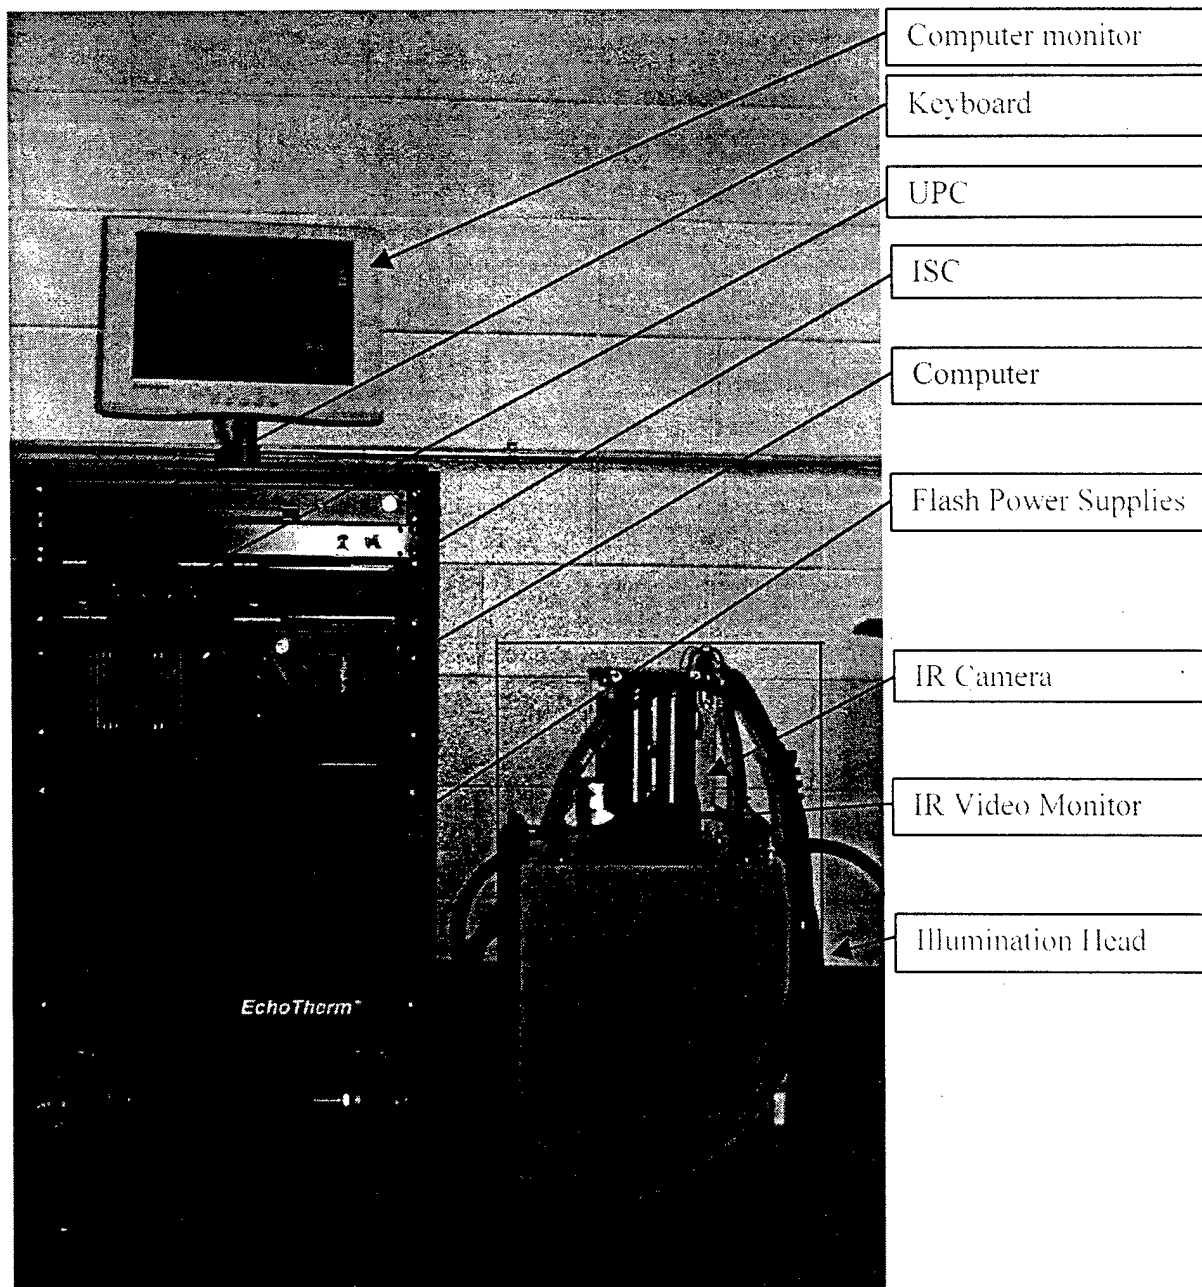 Computer monitor
Keyboard
UPC
ISC
Computer
Flash Power Supplies
IR Camera
IR Video Monitor
Illumination Head
EchoTherm